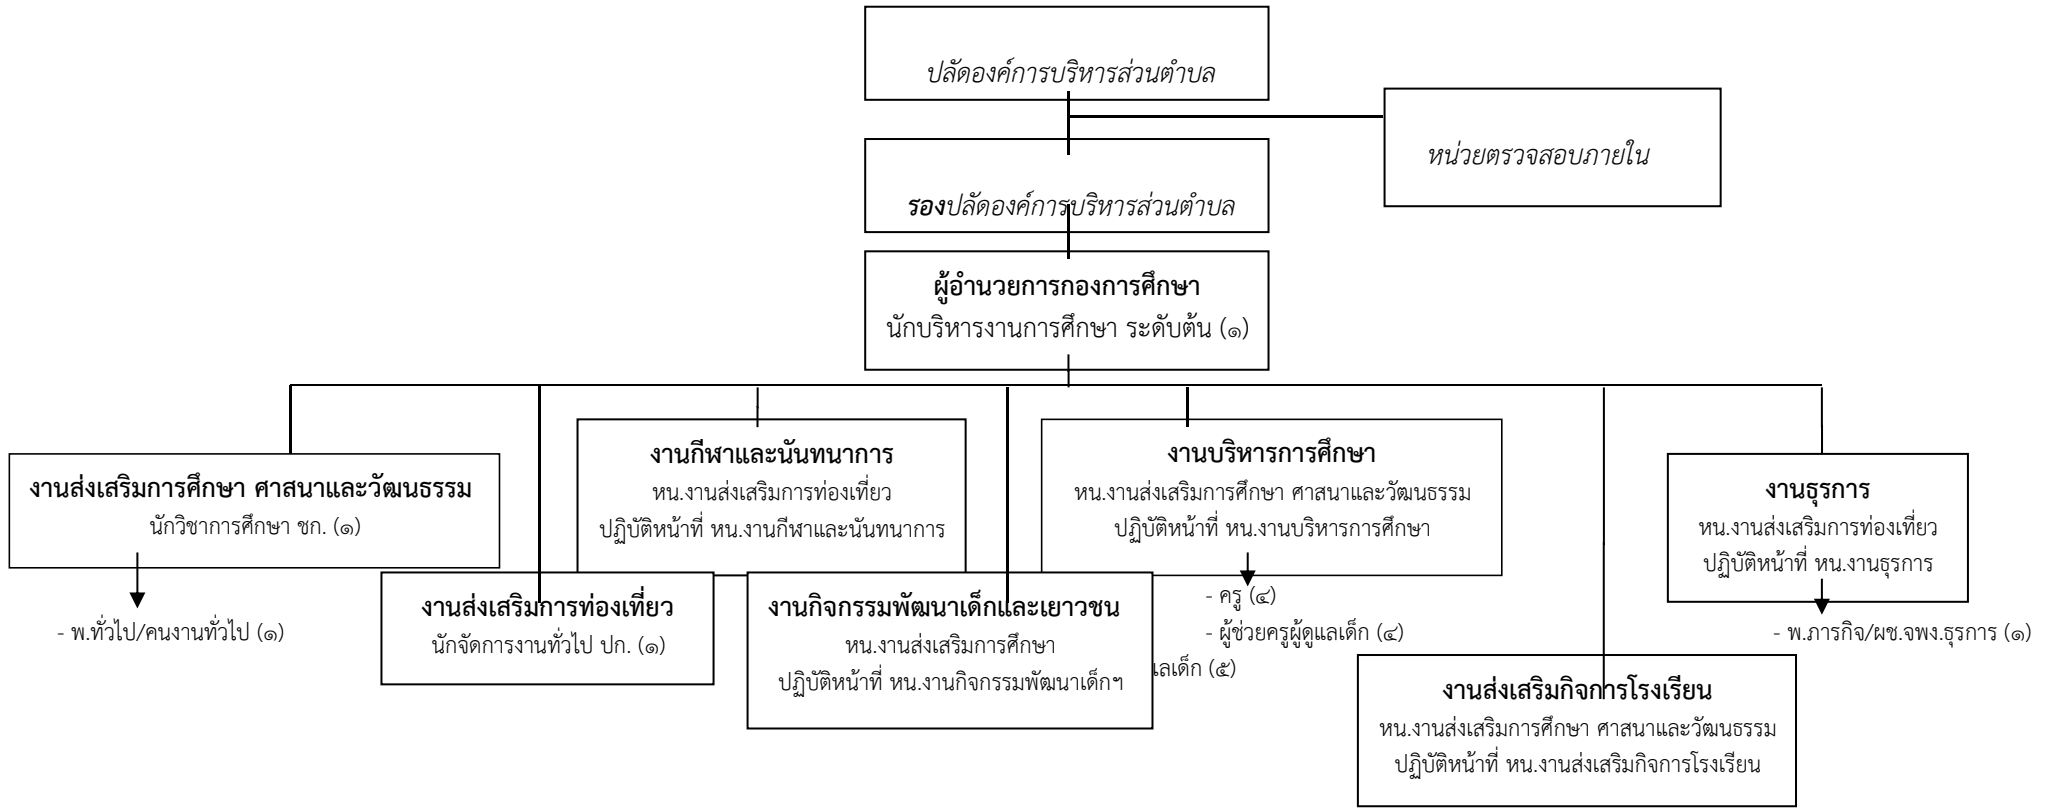 ปลัดองค์การบริหารส่วนตำบล
หน่วยตรวจสอบภายใน
รองปลัดองค์การบริหารส่วนตำบล
ผู้อำนวยการกองการศึกษา
นักบริหารงานการศึกษา ระดับต้น (๑)
งานส่งเสริมการศึกษา ศาสนาและวัฒนธรรม
นักวิชาการศึกษา ชก. (๑)
- พ.ทั่วไป/คนงานทั่วไป (๑)
งานส่งเสริมการท่องเที่ยว
นักจัดการงานทั่วไป ปก. (๑)
งานกีฬาและนันทนาการ
หน.งานส่งเสริมการท่องเที่ยว
ปฏิบัติหน้าที่ หน.งานกีฬาและนันทนาการ
งานกิจกรรมพัฒนาเด็กและเยาวชน
หน.งานส่งเสริมการศึกษา
ปฏิบัติหน้าที่ หน.งานกิจกรรมพัฒนาเด็กฯ
งานบริหารการศึกษา
หน.งานส่งเสริมการศึกษา ศาสนาและวัฒนธรรม
ปฏิบัติหน้าที่ หน.งานบริหารการศึกษา
- ครู (๔)
- ผู้ช่วยครูผู้ดูแลเด็ก (๔)
เด็ก (๕)
งานส่งเสริมกิจการโรงเรียน
หน.งานส่งเสริมการศึกษา ศาสนาและวัฒนธรรม
ปฏิบัติหน้าที่ หน.งานส่งเสริมกิจการโรงเรียน
งานธุรการ
หน.งานส่งเสริมการท่องเที่ยว
ปฏิบัติหน้าที่ หน.งานธุรการ
- พ.ภารกิจ/ผช.จพง.ธุรการ (๑)